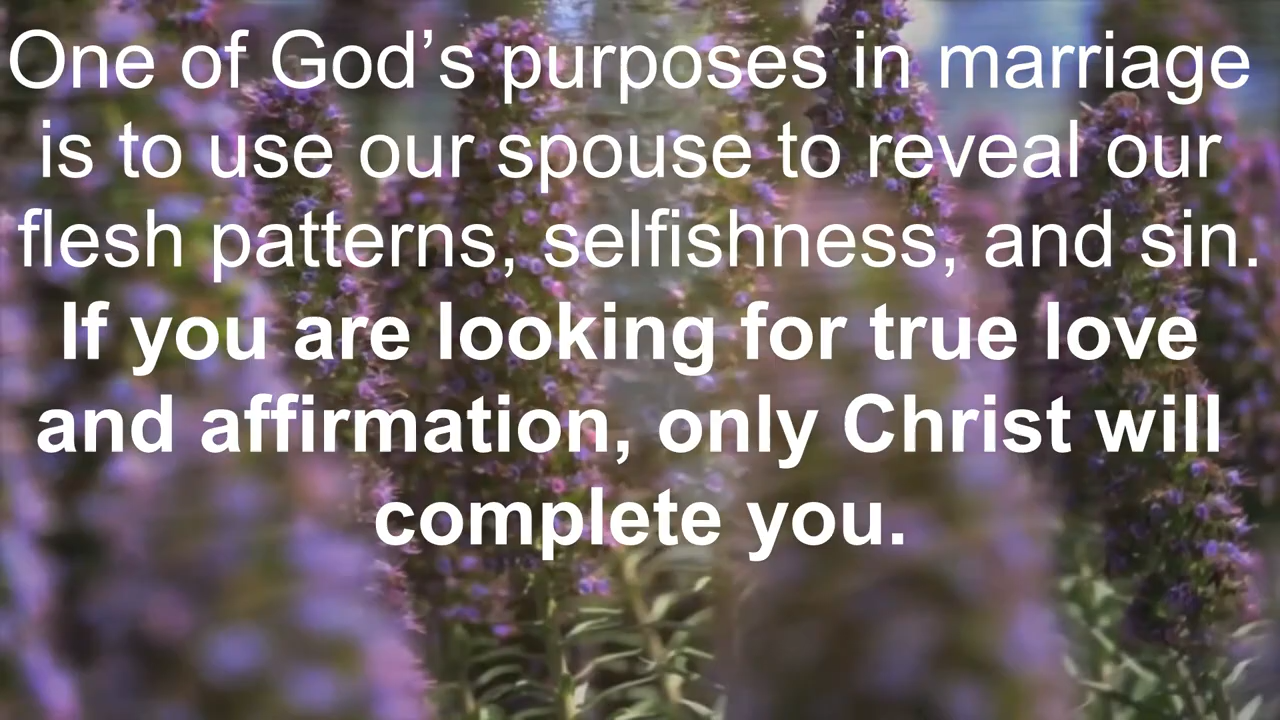 One of God’s purposes in marriage
is to use our spouse to reveal our
flesh patterns, selfishness, and sin.
If you are looking for true love
and affirmation, only Christ will
complete you.